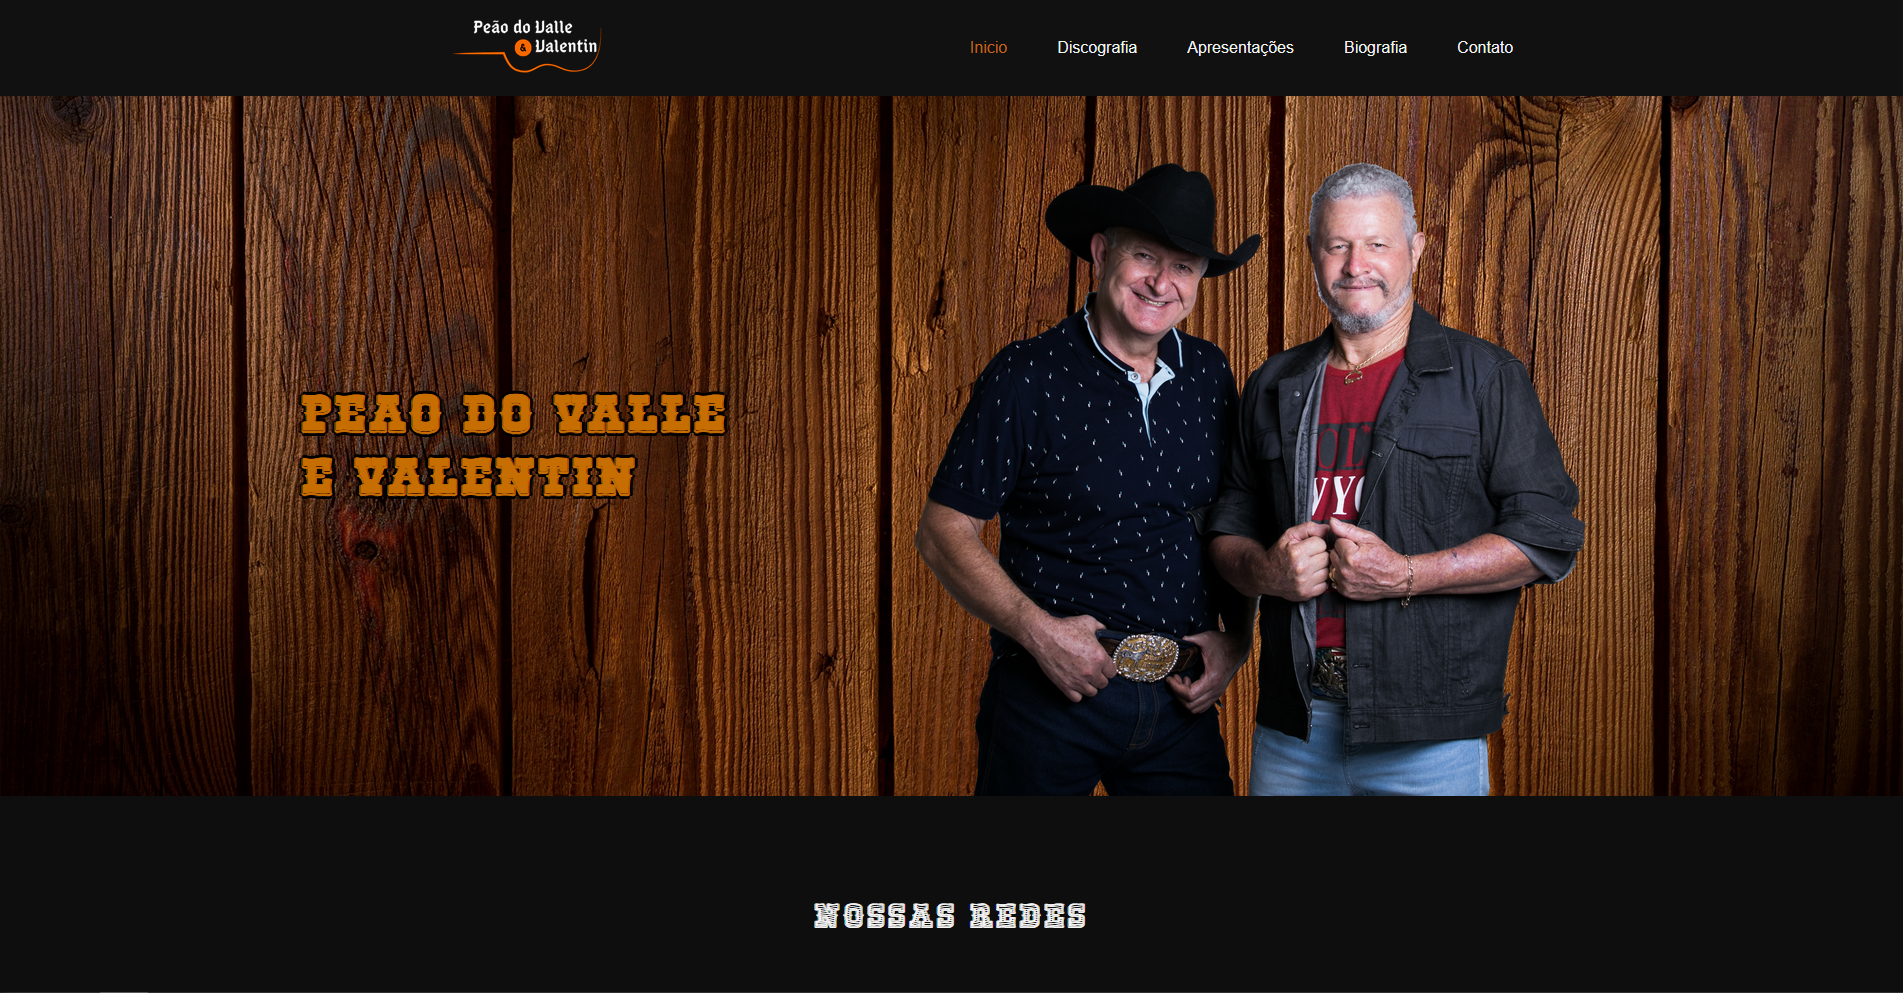 Peão do Valle
& Valentin
Inicio Discografia Apresentações Biografia Contato
PEAO DO VALLE
E VALENTIN
NOSSAS REDES